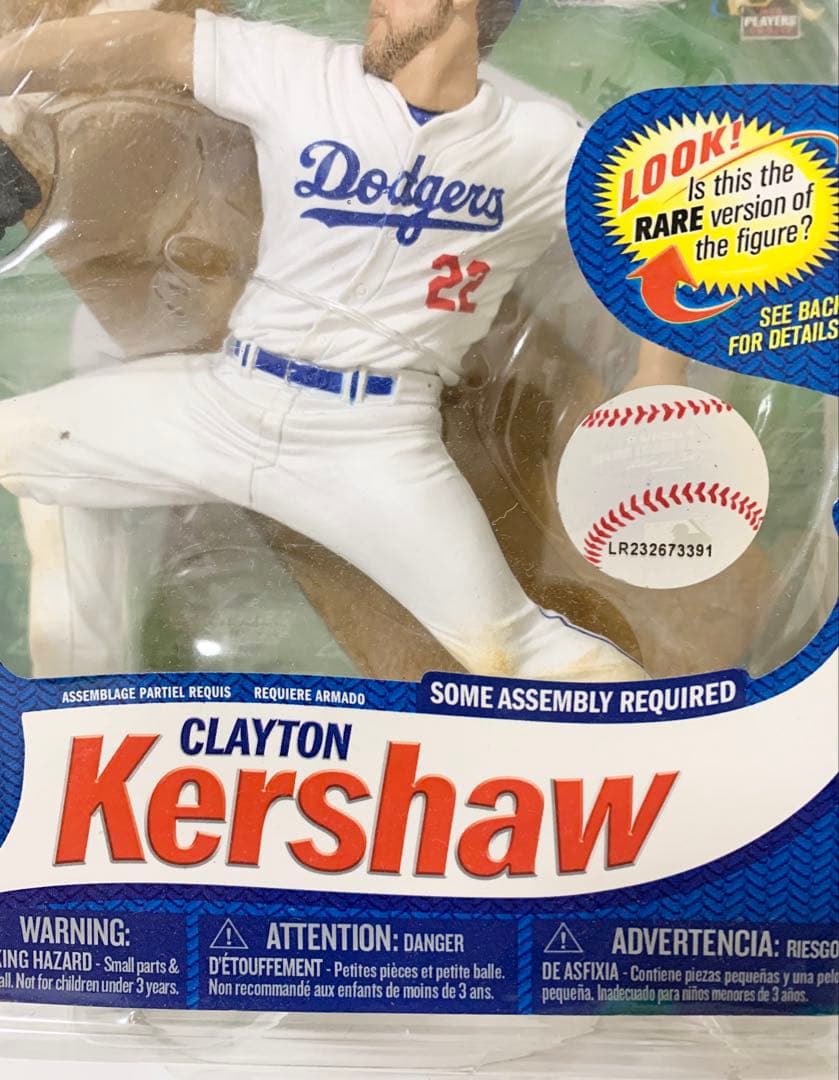 PLAYERS
LOOK!
Is this the
RARE version of
the figure?
SEE BAC
FOR DETAILS
Dodgers
22
LR232673391
ASSEMBLAGE PARTIEL REQUIS REQUIERE ARMADO SOME ASSEMBLY REQUIRED
CLAYTON
Kershaw
WARNING:
KING HAZARD - Small parts &
all. Not for children under 3 years.
ATTENTION: DANGER
D'ÉTOUFFEMENT - Petites pièces et petite balle.
Non recommandé aux enfants de moins de 3 ans.
ADVERTENCIA: RIESGO
DE ASFIXIA - Contiene piezas pequeñas y una pel
pequeña. Inadecuado para niños menores de 3 años.